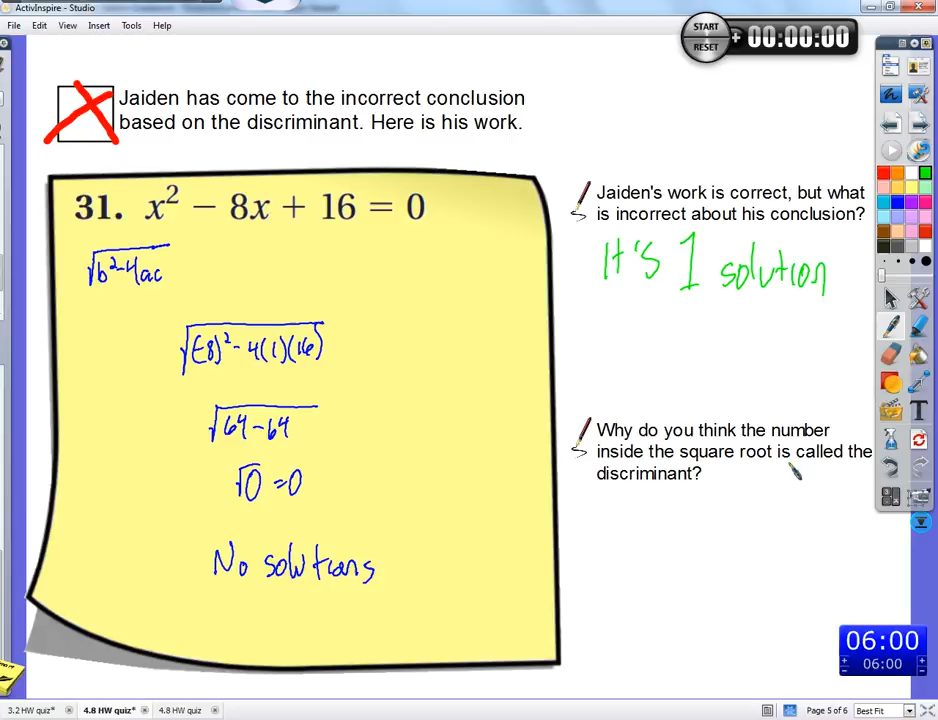 ActivInspire - Studio
File Edit View Insert Tools Help
START
RESET
+ 00:00:00
Jaiden has come to the incorrect conclusion
based on the discriminant. Here is his work.
31. x² − 8x + 16 = 0
√b²-4ac
√(-8)²-4(1)(16)
√64-64
√0 =0
No solutions
Jaiden's work is correct, but what
is incorrect about his conclusion?
It's 1 solution
Why do you think the number
inside the square root is called the
discriminant?
06:00
06:00
3.2 HW quiz* 4.8 HW quiz* 4.8 HW quiz
Page 5 of 6 Best Fit